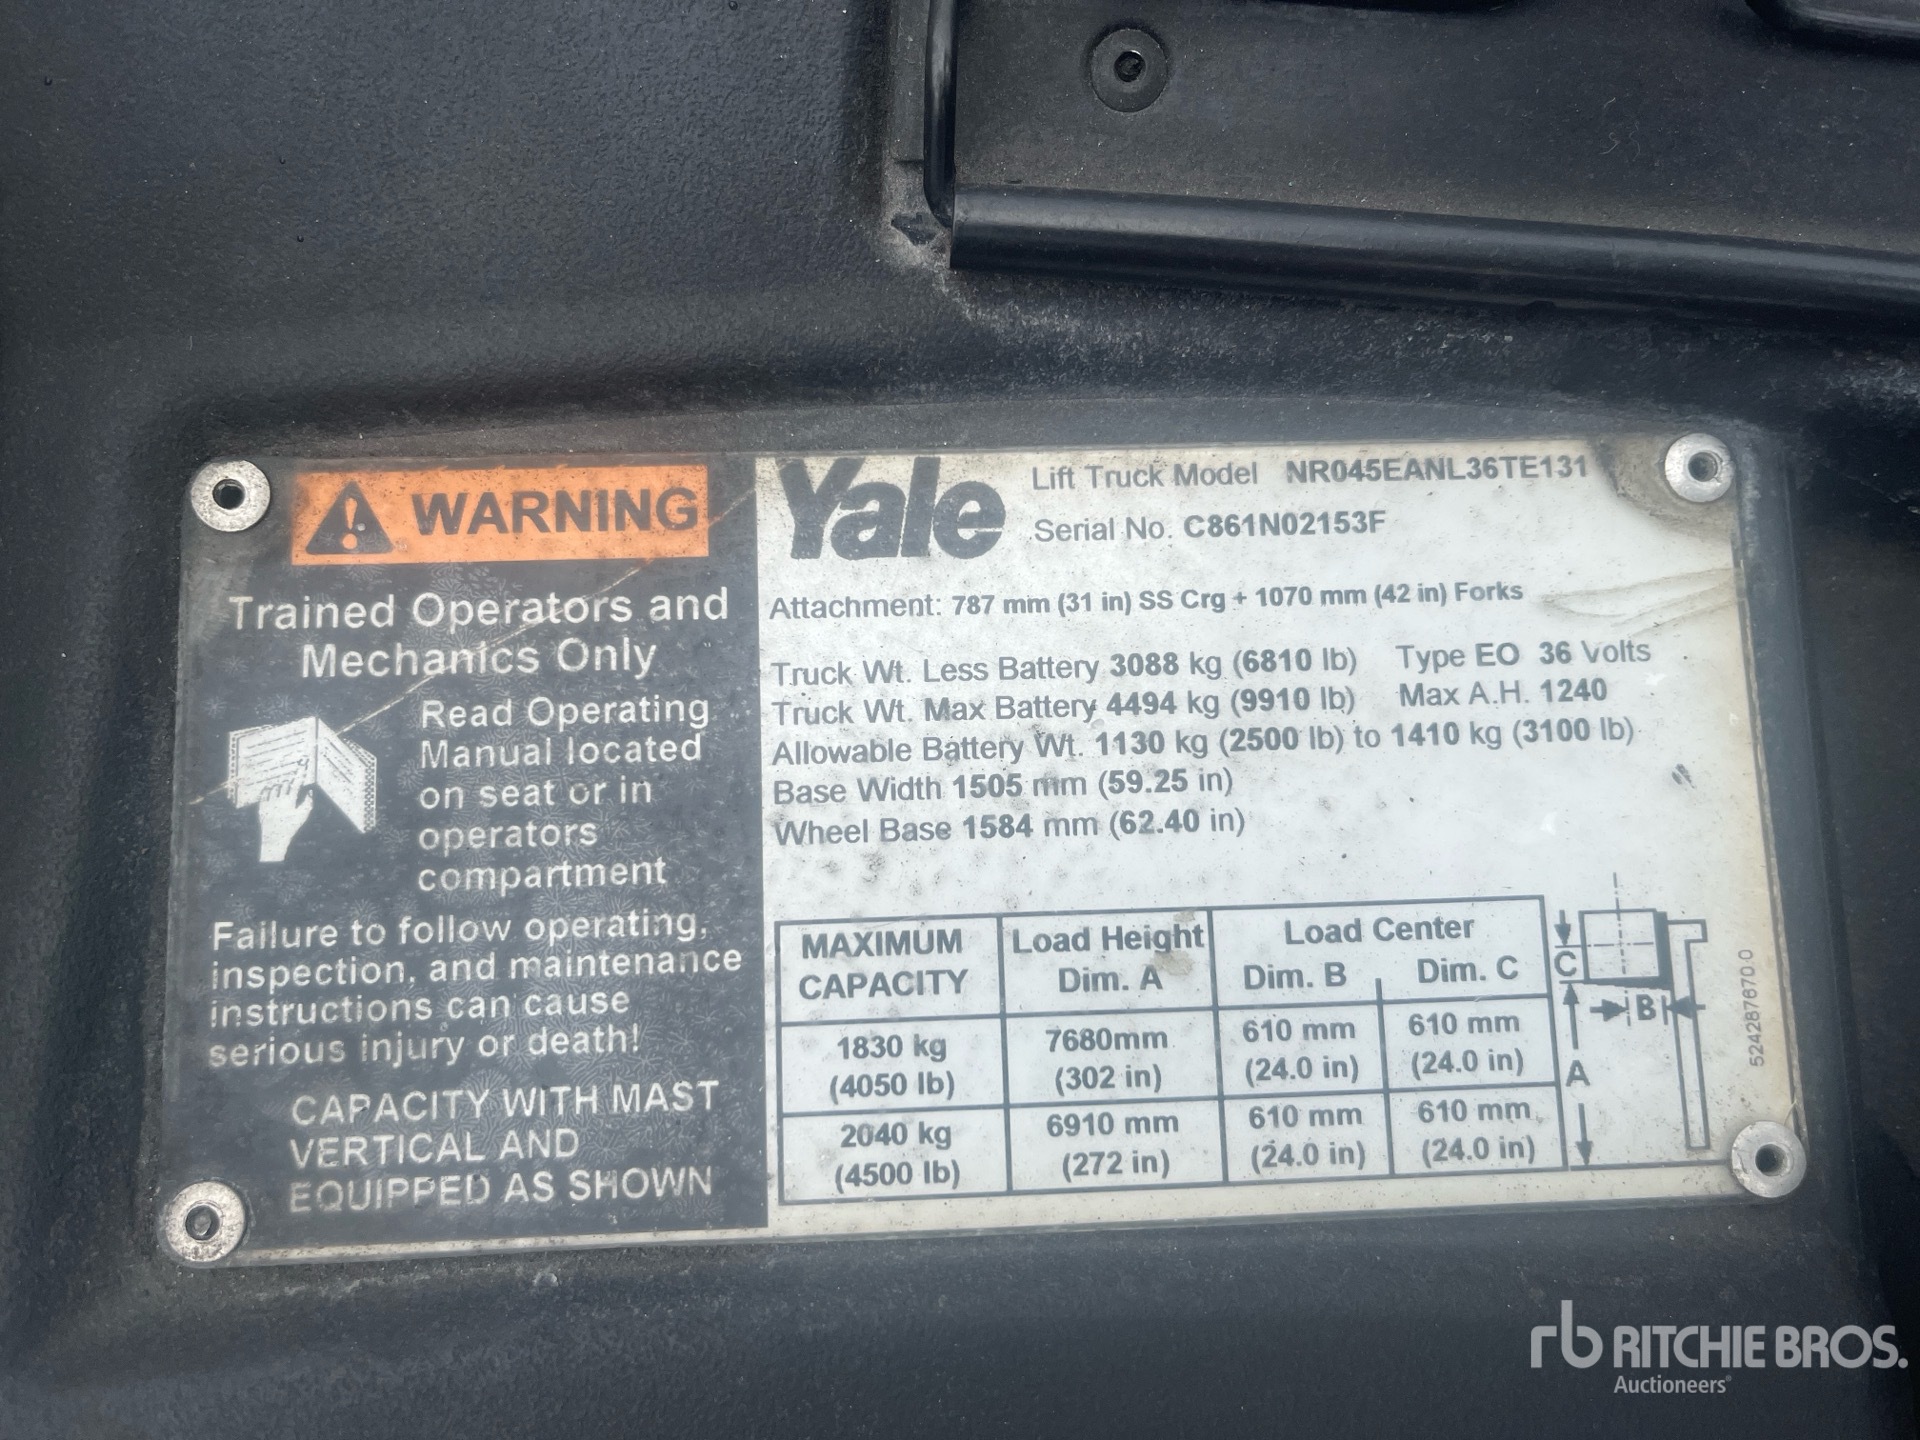 WARNING
Trained Operators and
Mechanics Only
Read Operating
Manual located
on seat or in
operators
compartment
Failure to follow operating,
inspection, and maintenance
instructions can cause
serious injury or death!
CAPACITY WITH MAST
VERTICAL AND
EQUIPPED AS SHOWN
Yale
Lift Truck Model NR045EANL36TE131
Serial No. C861N02153F
Attachment: 787 mm (31 in) SS Crg + 1070 mm (42 in) Forks
Truck Wt. Less Battery 3088 kg (6810 lb) Type EO 36 Volts
Truck Wt. Max Battery 4494 kg (9910 lb) Max A.H. 1240
Allowable Battery Wt. 1130 kg (2500 lb) to 1410 kg (3100 lb)
Base Width 1505 mm (59.25 in)
Wheel Base 1584 mm (62.40 in)
MAXIMUM Load Height Load Center
CAPACITY Dim. A Dim. B Dim. C
1830 kg 7680mm 610 mm 610 mm
(4050 lb) (302 in) (24.0 in) (24.0 in)
2040 kg 6910 mm 610 mm 610 mm
(4500 lb) (272 in) (24.0 in) (24.0 in)
C
B
A
524287670.0
rb RITCHIE BROS.
Auctioneers